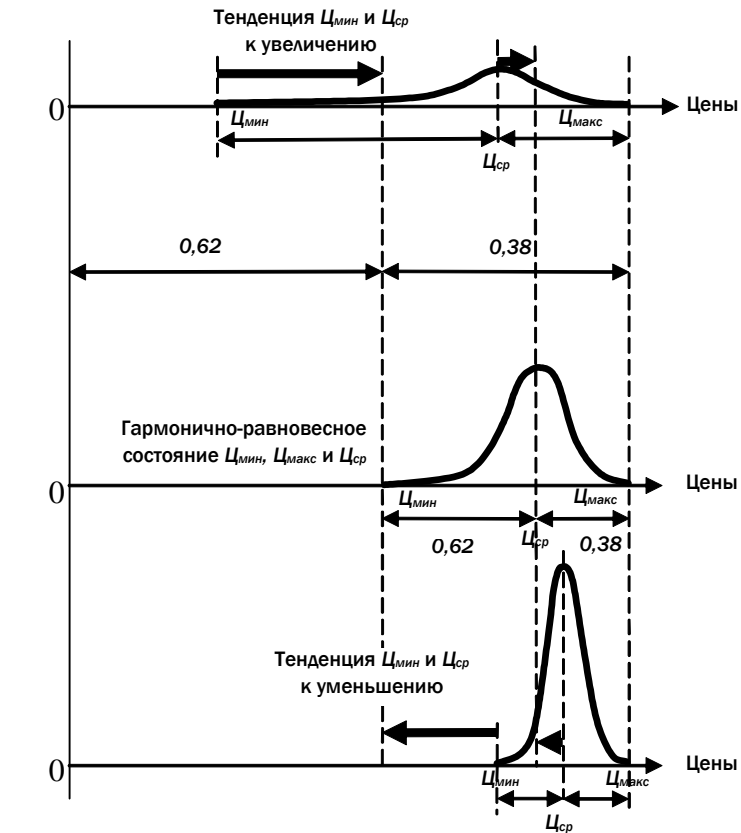 Тенденция Цмин и Цср
к увеличению
0
Цены
Цмин
Цмакс
Цср
0,62
0,38
Гармонично-равновесное
состояние Цмин, Цмакс и Цср
0
Цены
Цмин
Цмакс
0,62
Цср
0,38
Тенденция Цмин и Цср
к уменьшению
0
Цены
Цмин
Цмакс
Цср